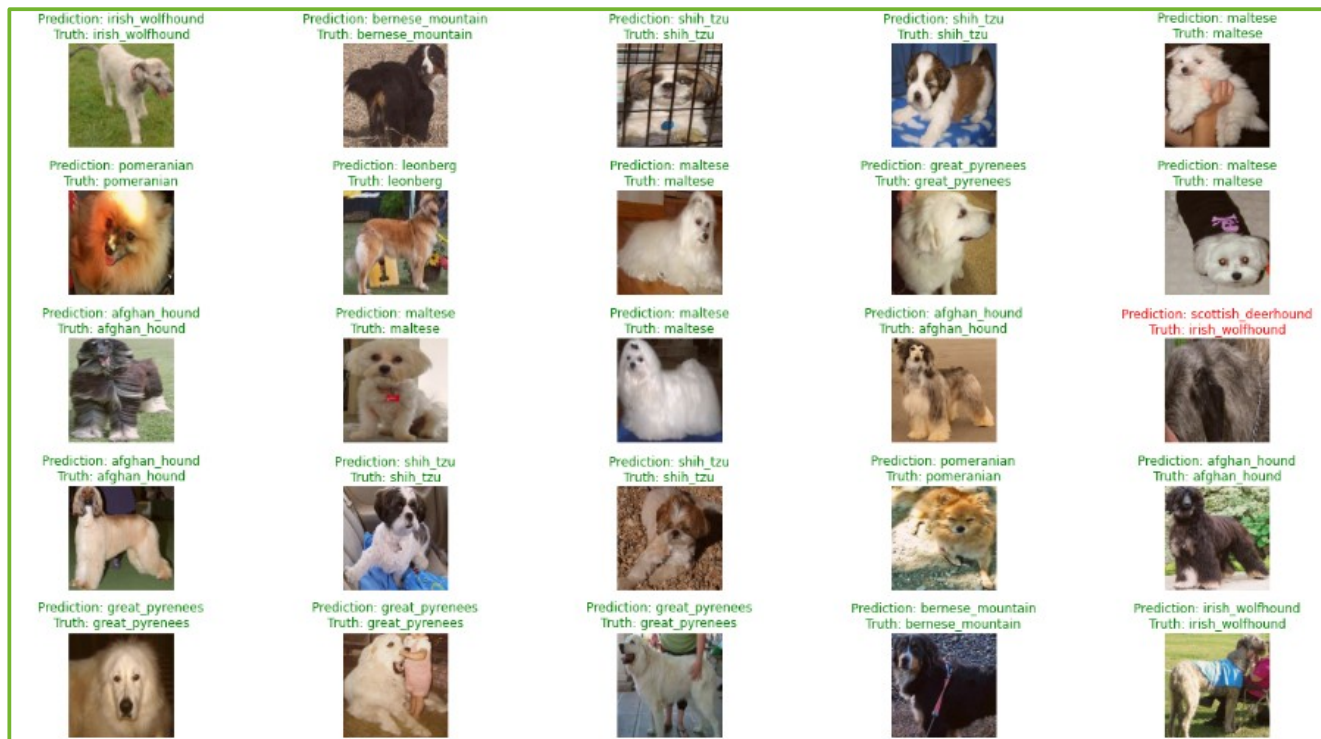 Prediction: irish_wolfhound
Truth: irish_wolfhound
Prediction: bernese_mountain
Truth: bernese_mountain
Prediction: shih_tzu
Truth: shih_tzu
Prediction: shih_tzu
Truth: shih_tzu
Prediction: maltese
Truth: maltese
Prediction: pomeranian
Truth: pomeranian
Prediction: leonberg
Truth: leonberg
Prediction: maltese
Truth: maltese
Prediction: great_pyrenees
Truth: great_pyrenees
Prediction: maltese
Truth: maltese
Prediction: afghan_hound
Truth: afghan_hound
Prediction: maltese
Truth: maltese
Prediction: maltese
Truth: maltese
Prediction: afghan_hound
Truth: afghan_hound
Prediction: scottish_deerhound
Truth: irish_wolfhound
Prediction: afghan_hound
Truth: afghan_hound
Prediction: shih_tzu
Truth: shih_tzu
Prediction: shih_tzu
Truth: shih_tzu
Prediction: pomeranian
Truth: pomeranian
Prediction: afghan_hound
Truth: afghan_hound
Prediction: great_pyrenees
Truth: great_pyrenees
Prediction: great_pyrenees
Truth: great_pyrenees
Prediction: great_pyrenees
Truth: great_pyrenees
Prediction: bernese_mountain
Truth: bernese_mountain
Prediction: irish_wolfhound
Truth: irish_wolfhound